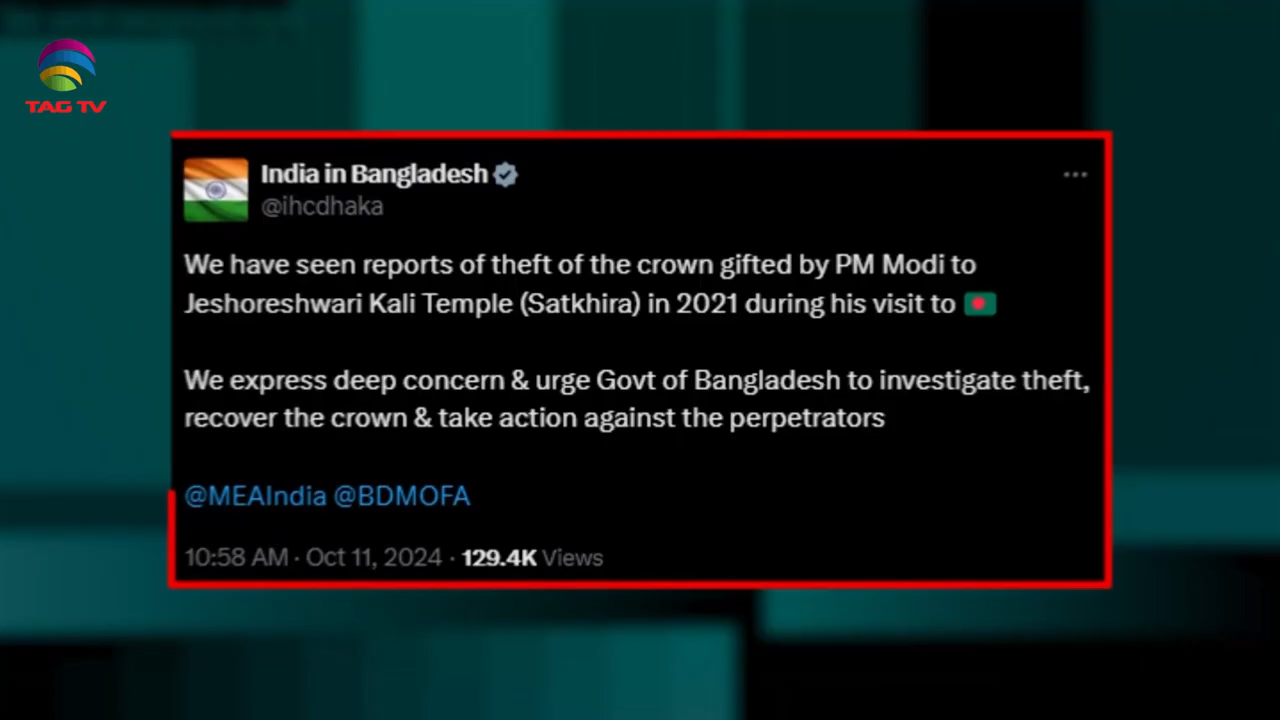 TAG TV
India in Bangladesh
@ihcdhaka
We have seen reports of theft of the crown gifted by PM Modi to
Jeshoreshwari Kali Temple (Satkhira) in 2021 during his visit to 🇧🇩
We express deep concern & urge Govt of Bangladesh to investigate theft,
recover the crown & take action against the perpetrators
@MEAIndia @BDMOFA
10:58 AM · Oct 11, 2024 · 129.4K Views